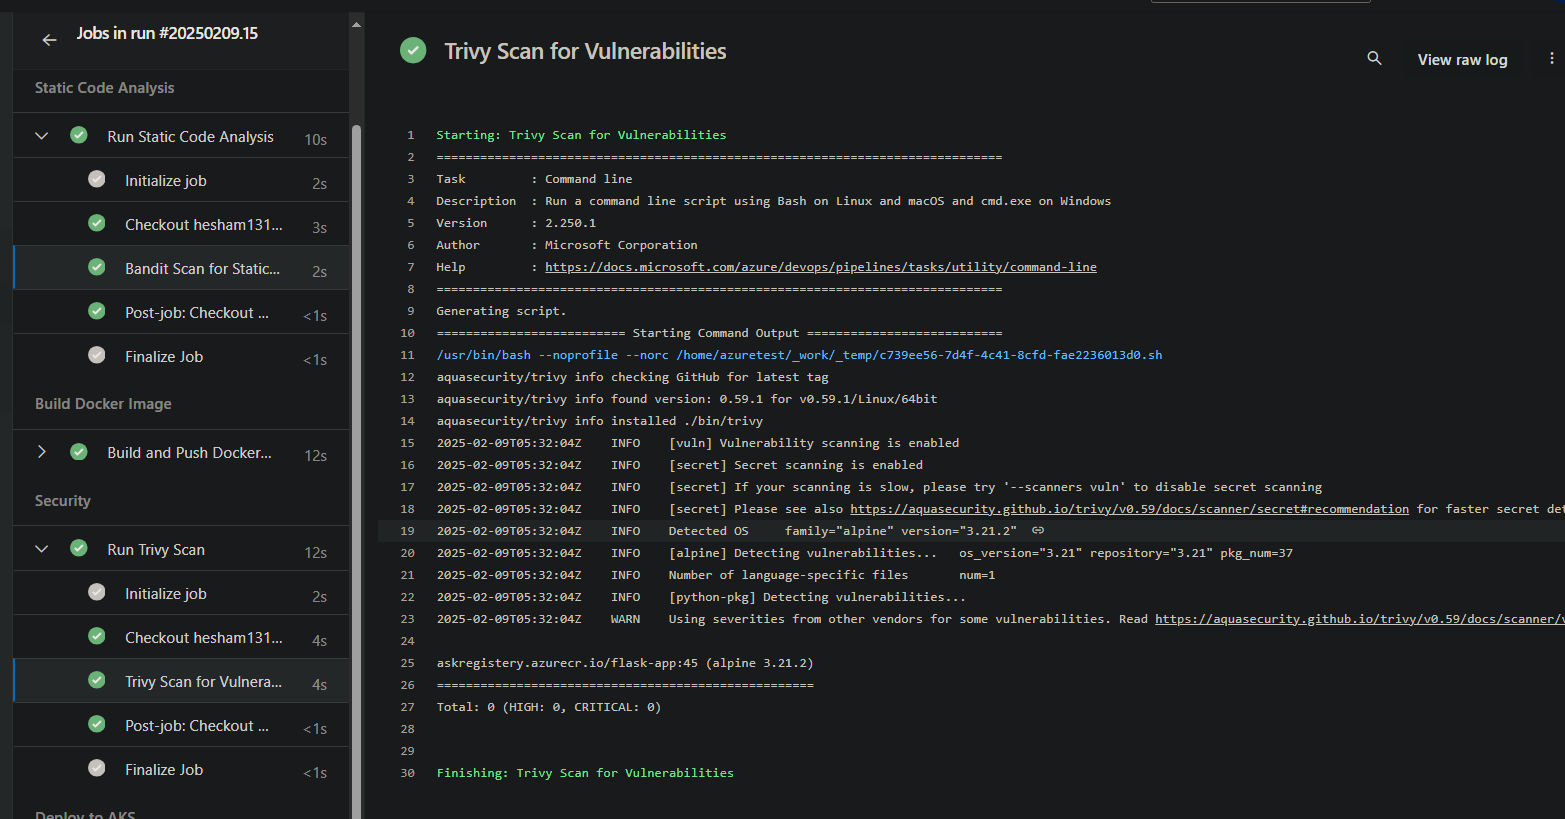 Jobs in run #20250209.15
Static Code Analysis
Run Static Code Analysis 10s
Initialize job 2s
Checkout hesham131... 3s
Bandit Scan for Static... 2s
Post-job: Checkout ... <1s
Finalize Job <1s
Build Docker Image
Build and Push Docker... 12s
Security
Run Trivy Scan 12s
Initialize job 2s
Checkout hesham131... 4s
Trivy Scan for Vulnera... 4s
Post-job: Checkout ... <1s
Finalize Job <1s
Deploy to AKS
Trivy Scan for Vulnerabilities
View raw log
1 Starting: Trivy Scan for Vulnerabilities
2 ==============================================================================
3 Task         : Command line
4 Description  : Run a command line script using Bash on Linux and macOS and cmd.exe on Windows
5 Version      : 2.250.1
6 Author       : Microsoft Corporation
7 Help         : https://docs.microsoft.com/azure/devops/pipelines/tasks/utility/command-line
8 ==============================================================================
9 Generating script.
10 ========================== Starting Command Output ===========================
11 /usr/bin/bash --noprofile --norc /home/azuretest/_work/_temp/c739ee56-7d4f-4c41-8cfd-fae2236013d0.sh
12 aquasecurity/trivy info checking GitHub for latest tag
13 aquasecurity/trivy info found version: 0.59.1 for v0.59.1/Linux/64bit
14 aquasecurity/trivy info installed ./bin/trivy
15 2025-02-09T05:32:04Z    INFO    [vuln] Vulnerability scanning is enabled
16 2025-02-09T05:32:04Z    INFO    [secret] Secret scanning is enabled
17 2025-02-09T05:32:04Z    INFO    [secret] If your scanning is slow, please try '--scanners vuln' to disable secret scanning
18 2025-02-09T05:32:04Z    INFO    [secret] Please see also https://aquasecurity.github.io/trivy/v0.59/docs/scanner/secret#recommendation for faster secret det
19 2025-02-09T05:32:04Z    INFO    Detected OS     family="alpine" version="3.21.2"
20 2025-02-09T05:32:04Z    INFO    [alpine] Detecting vulnerabilities...   os_version="3.21" repository="3.21" pkg_num=37
21 2025-02-09T05:32:04Z    INFO    Number of language-specific files       num=1
22 2025-02-09T05:32:04Z    INFO    [python-pkg] Detecting vulnerabilities...
23 2025-02-09T05:32:04Z    WARN    Using severities from other vendors for some vulnerabilities. Read https://aquasecurity.github.io/trivy/v0.59/docs/scanner/v
24
25 askregistery.azurecr.io/flask-app:45 (alpine 3.21.2)
26 ====================================================
27 Total: 0 (HIGH: 0, CRITICAL: 0)
28
29
30 Finishing: Trivy Scan for Vulnerabilities